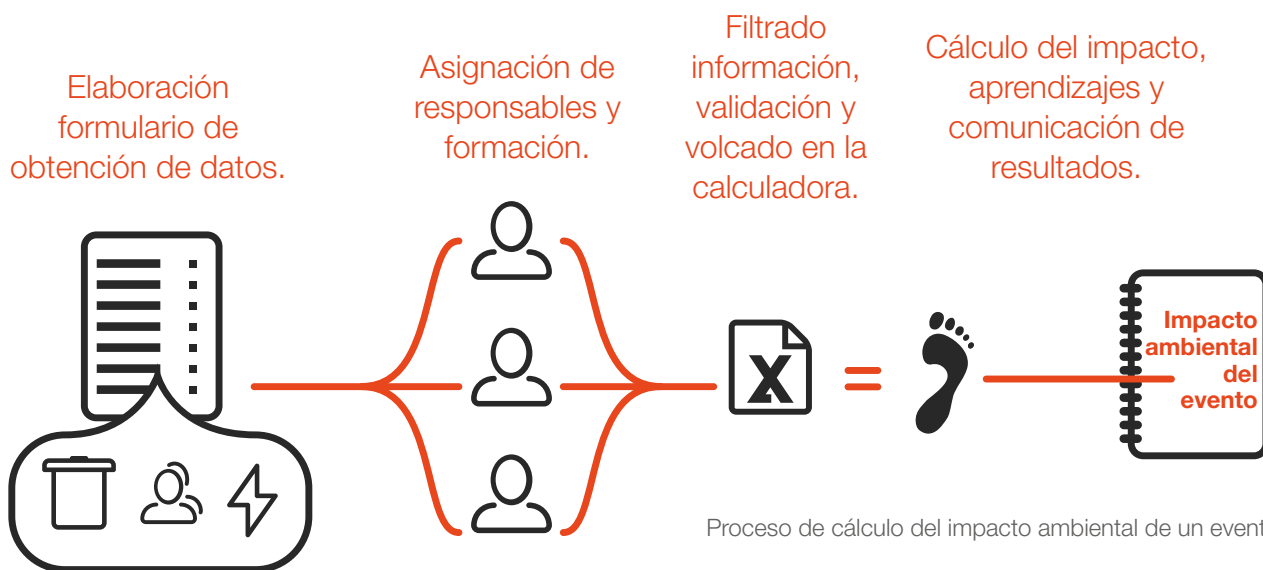 Elaboración
formulario de
obtención de datos.
Asignación de
responsables y
formación.
Filtrado
información,
validación y
volcado en la
calculadora.
Cálculo del impacto,
aprendizajes y
comunicación de
resultados.
X
=
Impacto
ambiental
del
evento
Proceso de cálculo del impacto ambiental de un event